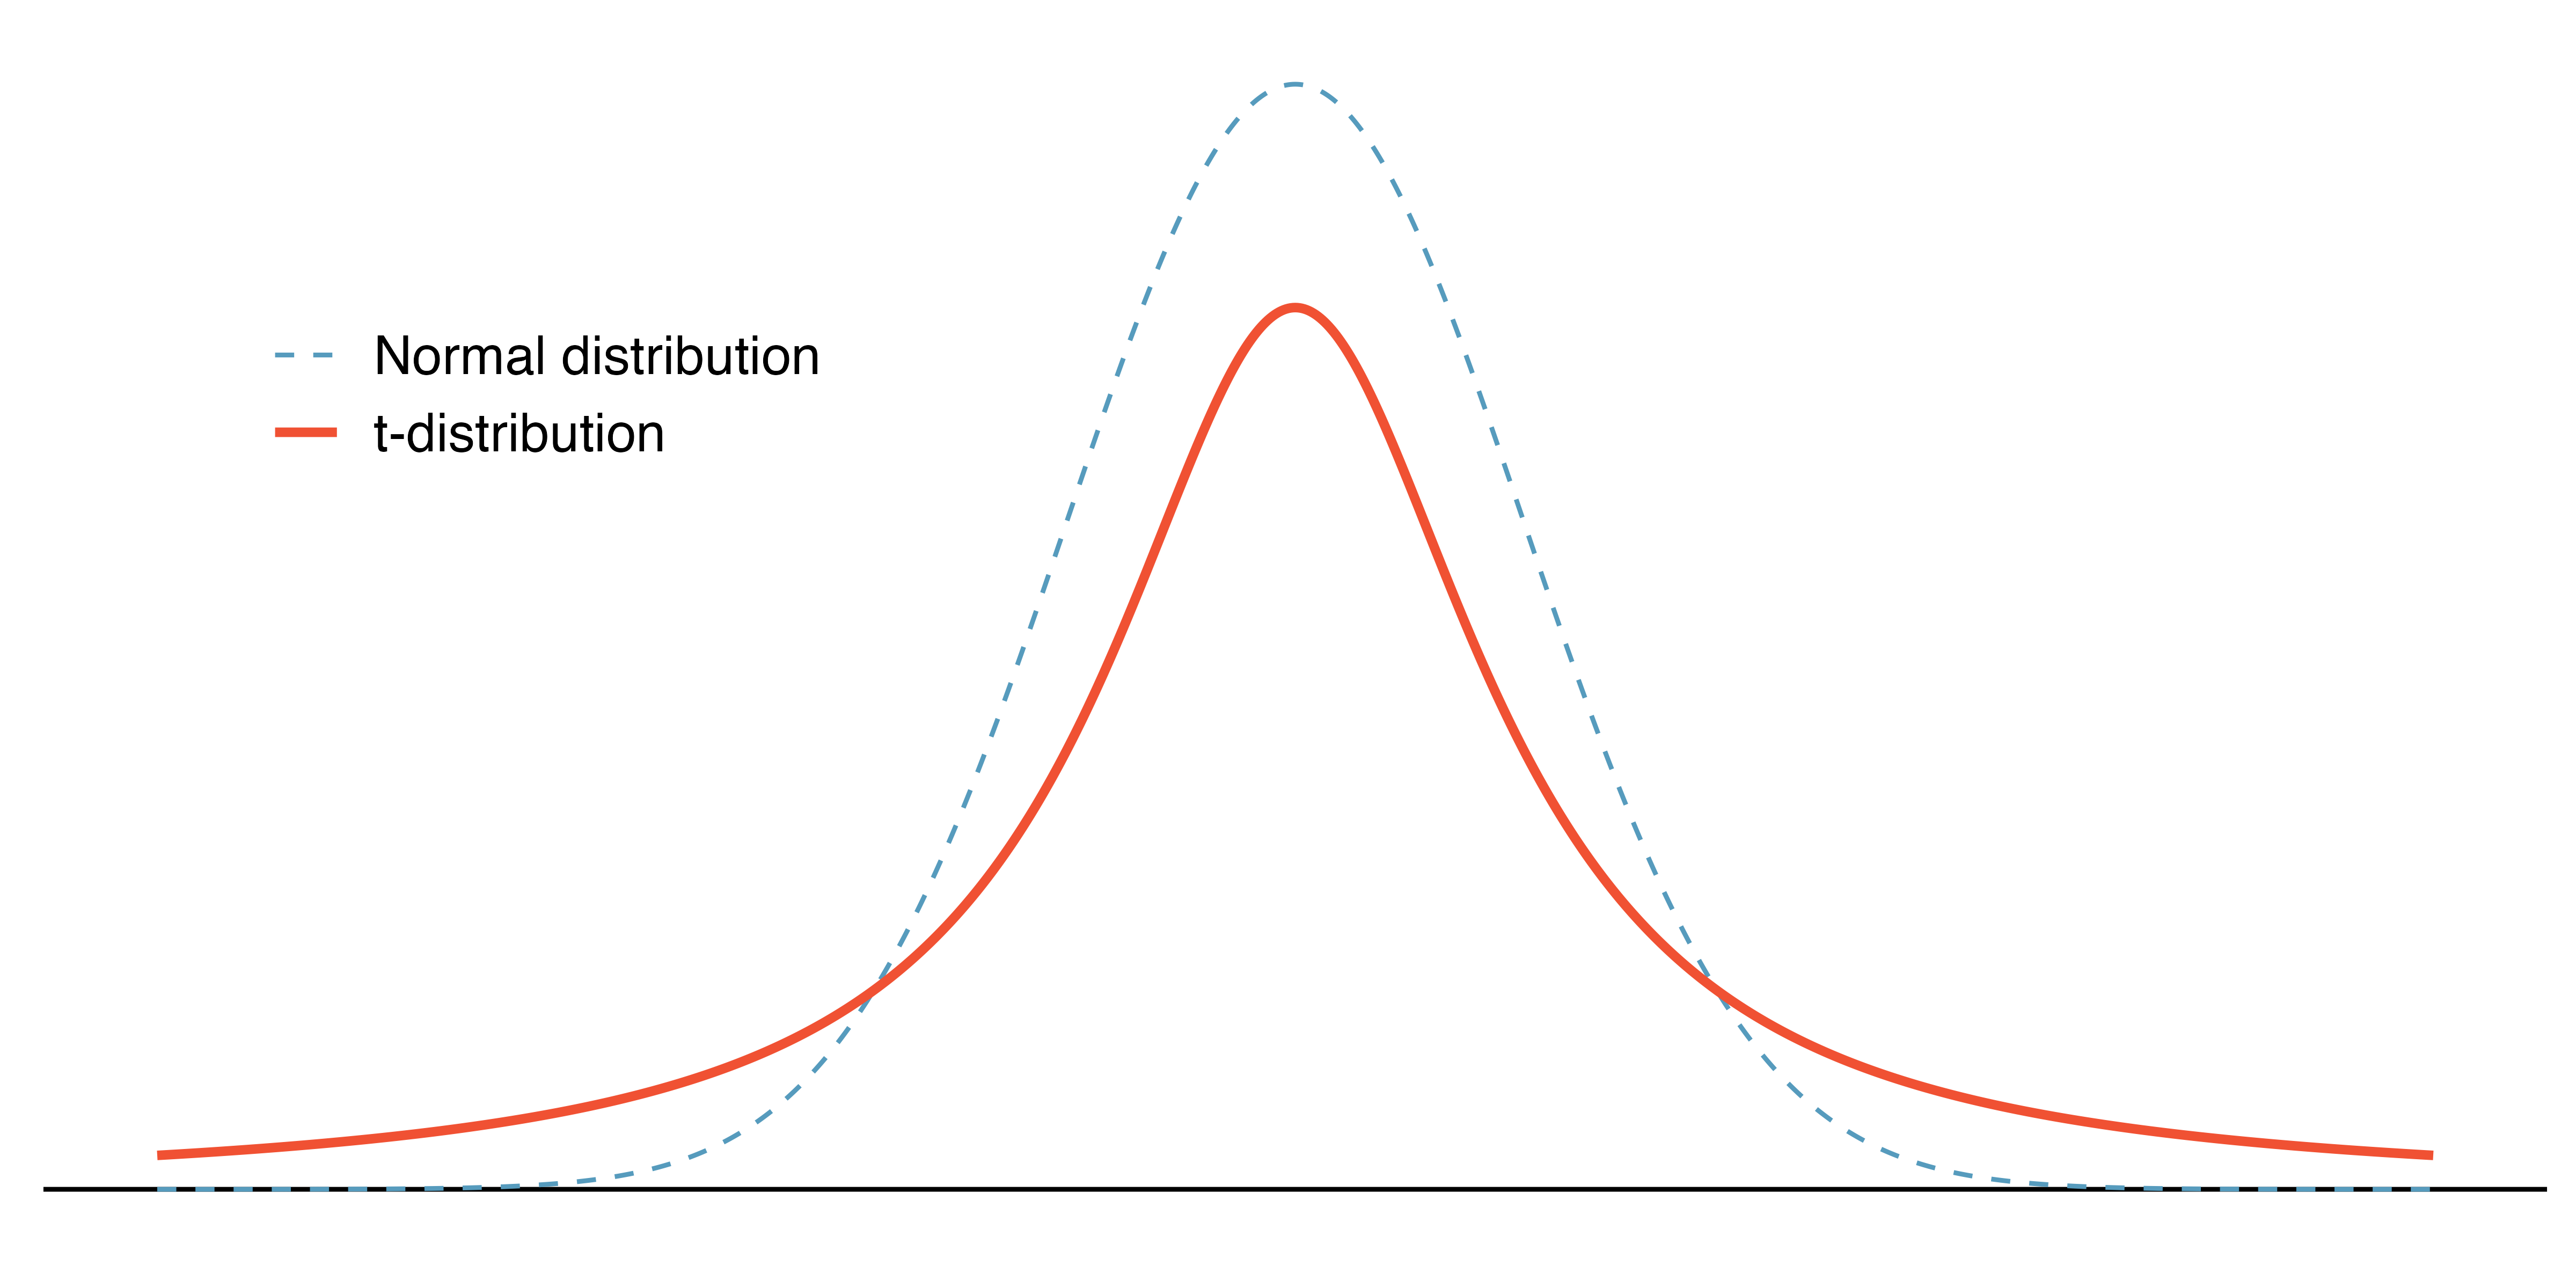 Normal distribution
t-distribution